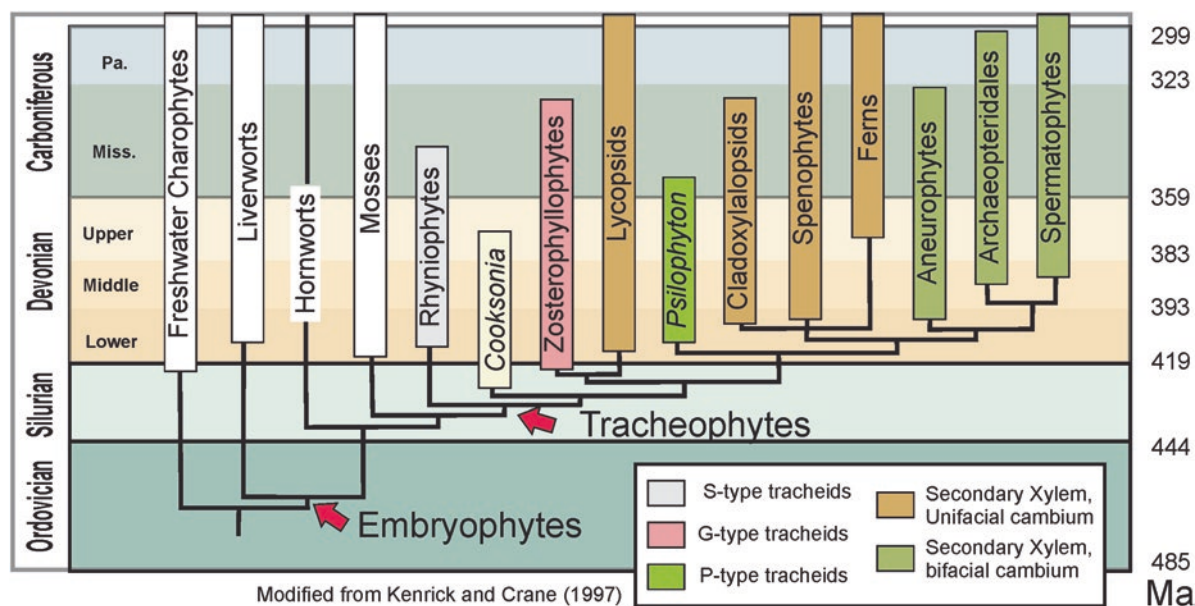 Carboniferous
Devonian
Silurian
Ordovician
Pa.
Miss.
Upper
Middle
Lower
Freshwater Charophytes
Liverworts
Hornworts
Mosses
Rhyniophytes
Cooksonia
Zosterophyllophytes
Lycopsids
Psilophyton
Cladoxylalopsids
Spenophytes
Ferns
Aneurophytes
Archaeopteridales
Spermatophytes
299
323
359
383
393
419
444
485
Ma
Tracheophytes
Embryophytes
S-type tracheids
G-type tracheids
P-type tracheids
Secondary Xylem,
Unifacial cambium
Secondary Xylem,
bifacial cambium
Modified from Kenrick and Crane (1997)